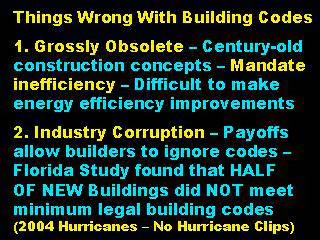 Things Wrong With Building Codes
1. Grossly Obsolete – Century-old
construction concepts – Mandate
inefficiency – Difficult to make
energy efficiency improvements
2. Industry Corruption – Payoffs
allow builders to ignore codes –
Florida Study found that HALF
OF NEW Buildings did NOT meet
minimum legal building codes
(2004 Hurricanes – No Hurricane Clips)